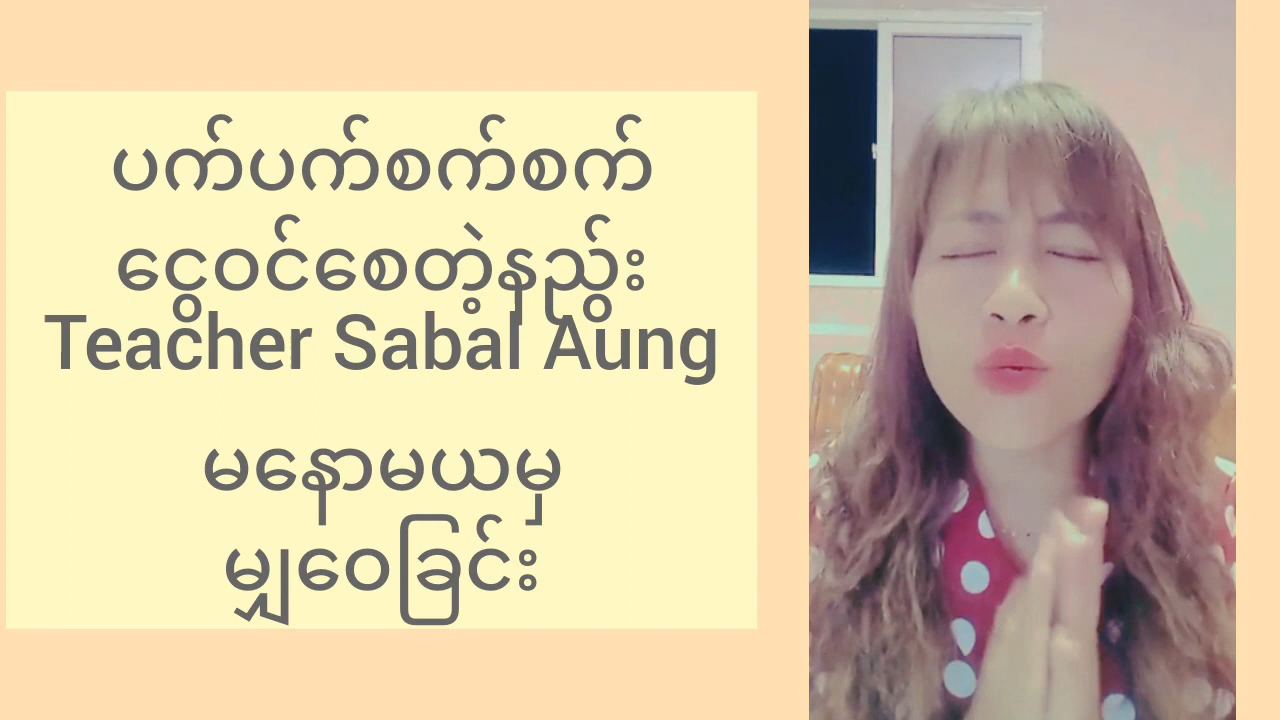 ပက်ပက်စက်စက်
ငွေဝင်စေတဲ့နည်း
Teacher Sabal Aung
မနောမယမှ
မျှဝေခြင်း